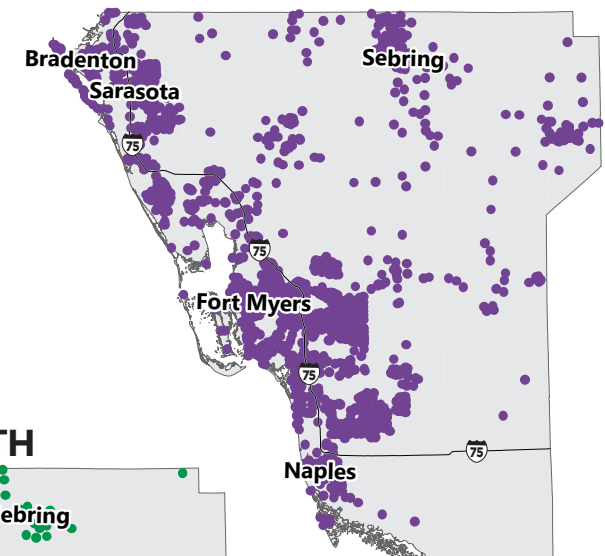 Bradenton
Sebring
Sarasota
75
75
Fort Myers
75
TH
75
Naples
ebring